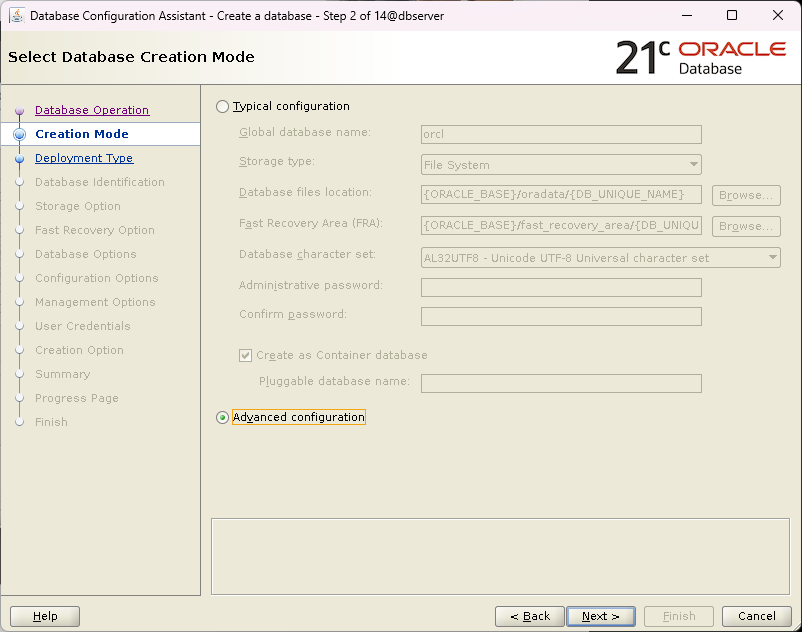 Database Configuration Assistant - Create a database - Step 2 of 14@dbserver
Select Database Creation Mode
21c ORACLE
Database
Database Operation
Creation Mode
Deployment Type
Database Identification
Storage Option
Fast Recovery Option
Database Options
Configuration Options
Management Options
User Credentials
Creation Option
Summary
Progress Page
Finish
Typical configuration
Global database name: orcl
Storage type: File System
Database files location: {ORACLE_BASE}/oradata/{DB_UNIQUE_NAME} Browse...
Fast Recovery Area (FRA): {ORACLE_BASE}/fast_recovery_area/{DB_UNIQU Browse...
Database character set: AL32UTF8 - Unicode UTF-8 Universal character set
Administrative password:
Confirm password:
Create as Container database
Pluggable database name:
Advanced configuration
Help < Back Next > Finish Cancel